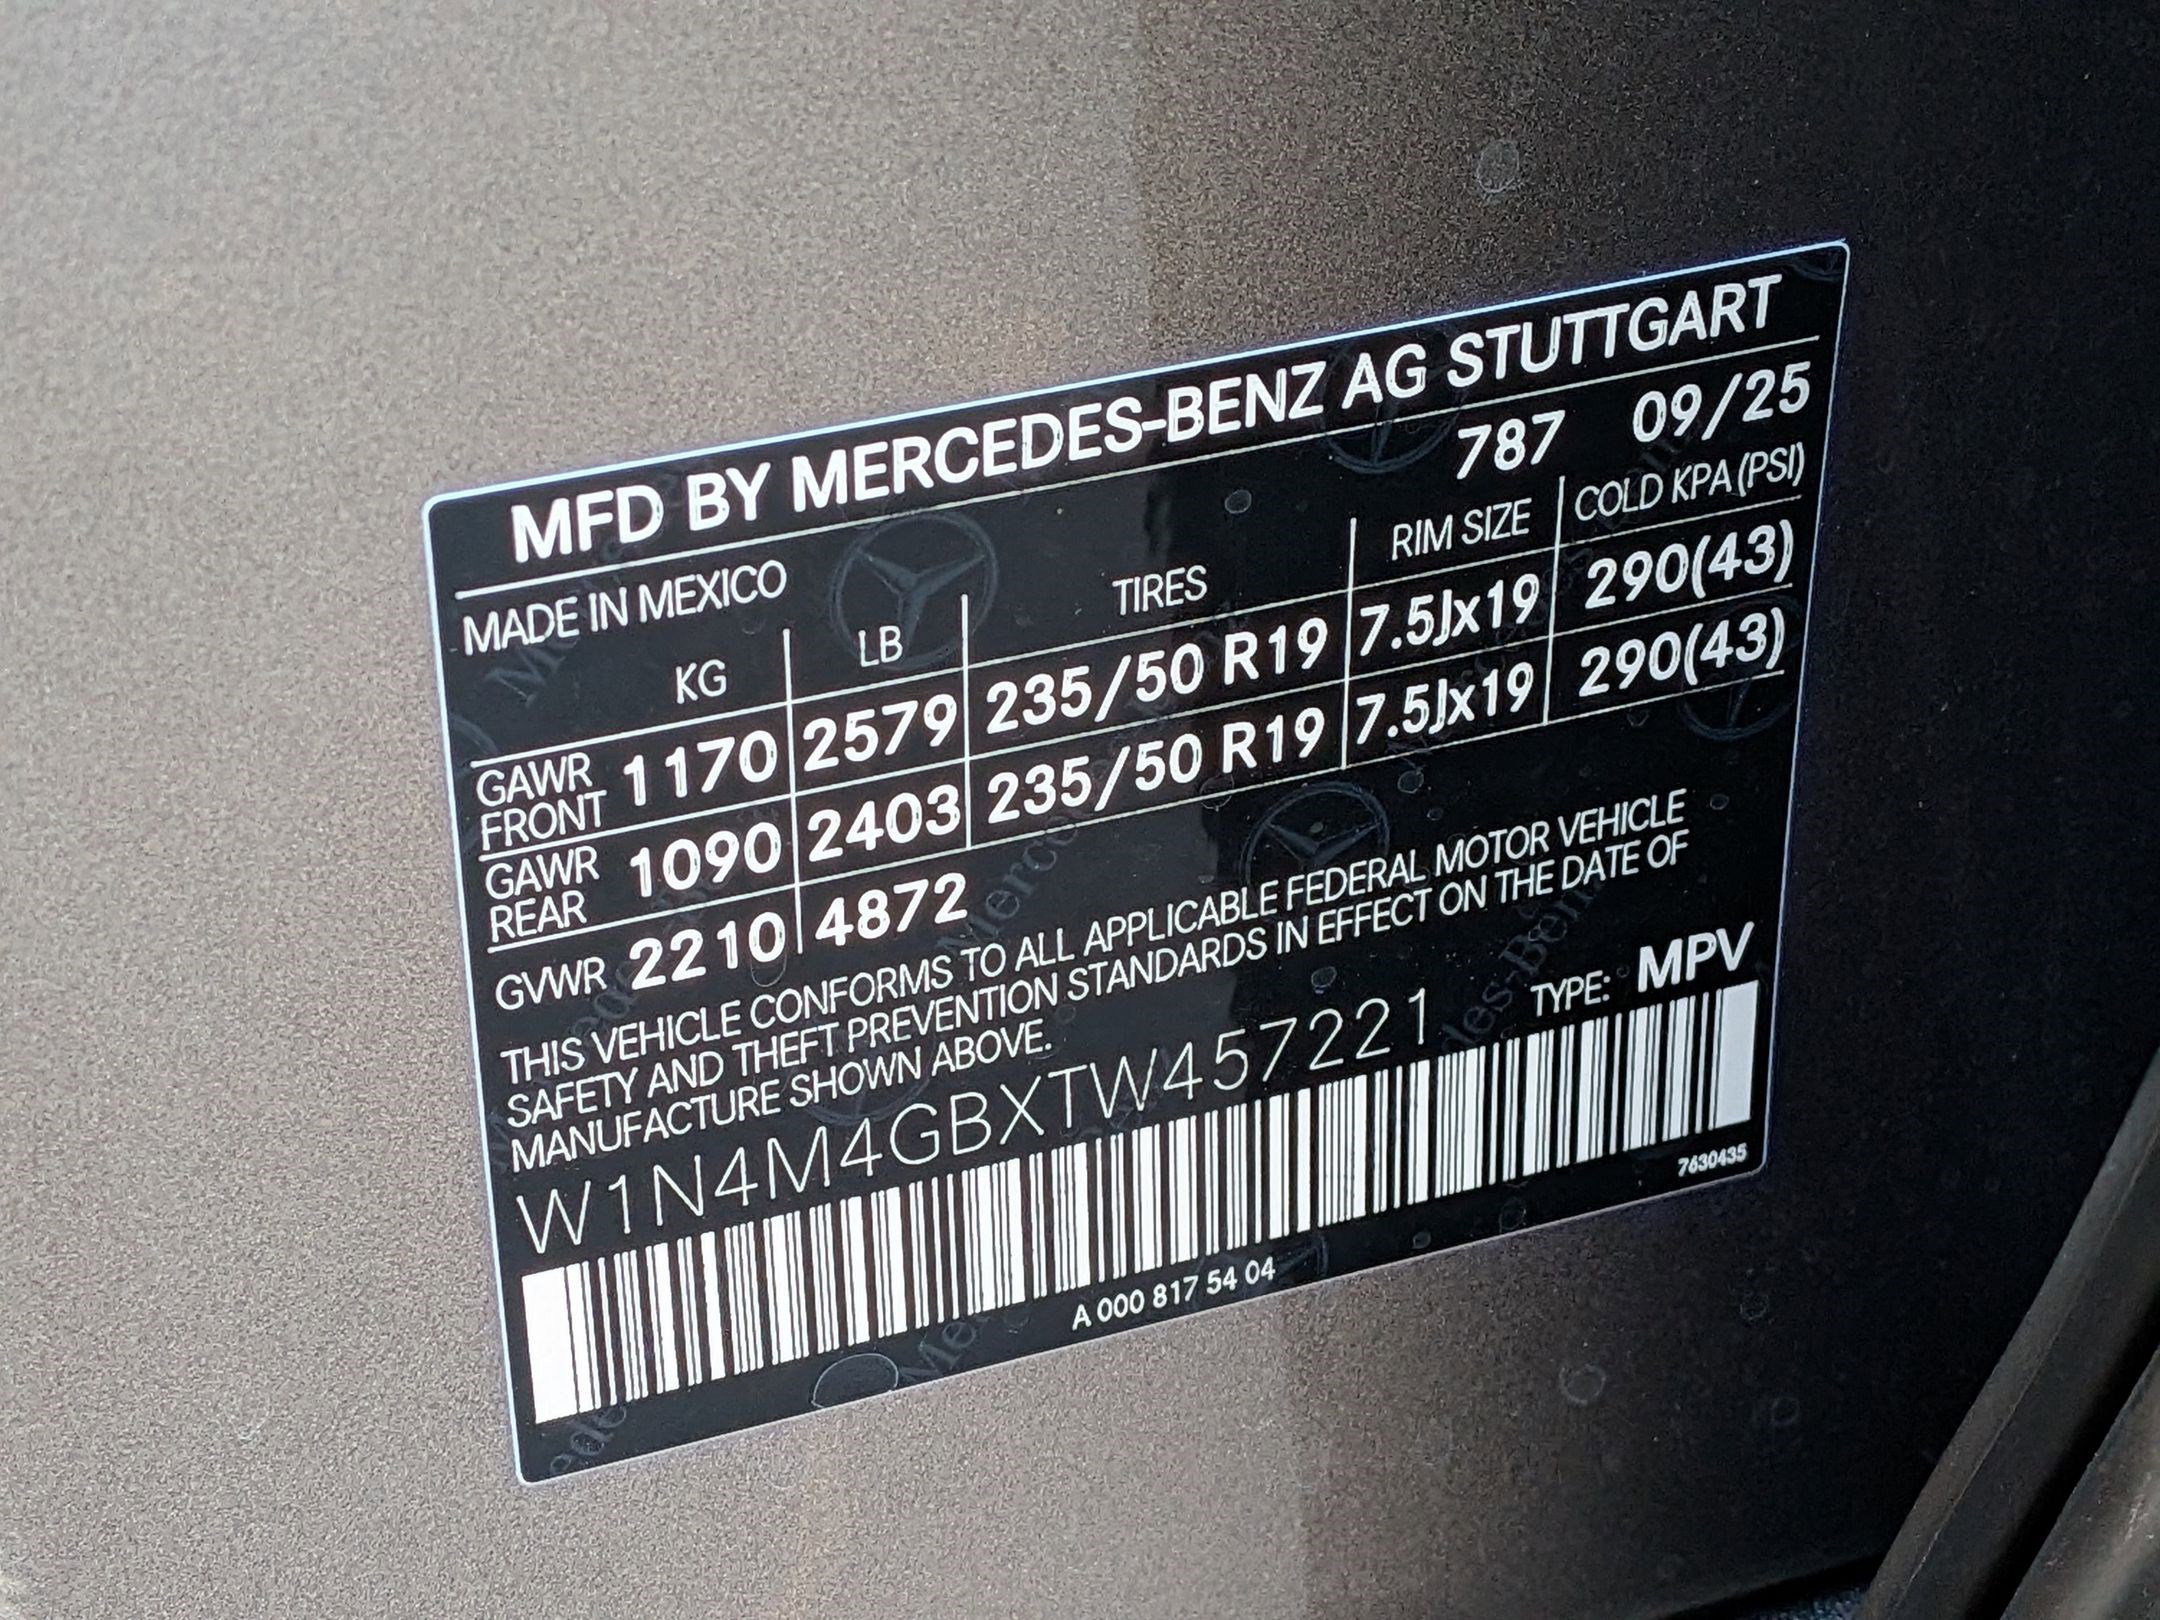 MFD BY MERCEDES-BENZ AG STUTTGART
MADE IN MEXICO 787 09/25
KG LB TIRES RIM SIZE COLD KPA (PSI)
GAWR FRONT 1170 2579 235/50 R19 7.5Jx19 290(43)
GAWR REAR 1090 2403 235/50 R19 7.5Jx19 290(43)
GVWR 2210 4872
THIS VEHICLE CONFORMS TO ALL APPLICABLE FEDERAL MOTOR VEHICLE
SAFETY AND THEFT PREVENTION STANDARDS IN EFFECT ON THE DATE OF
MANUFACTURE SHOWN ABOVE.
W1N4M4GBXTW457221 TYPE: MPV
7630435
A 000 817 54 04